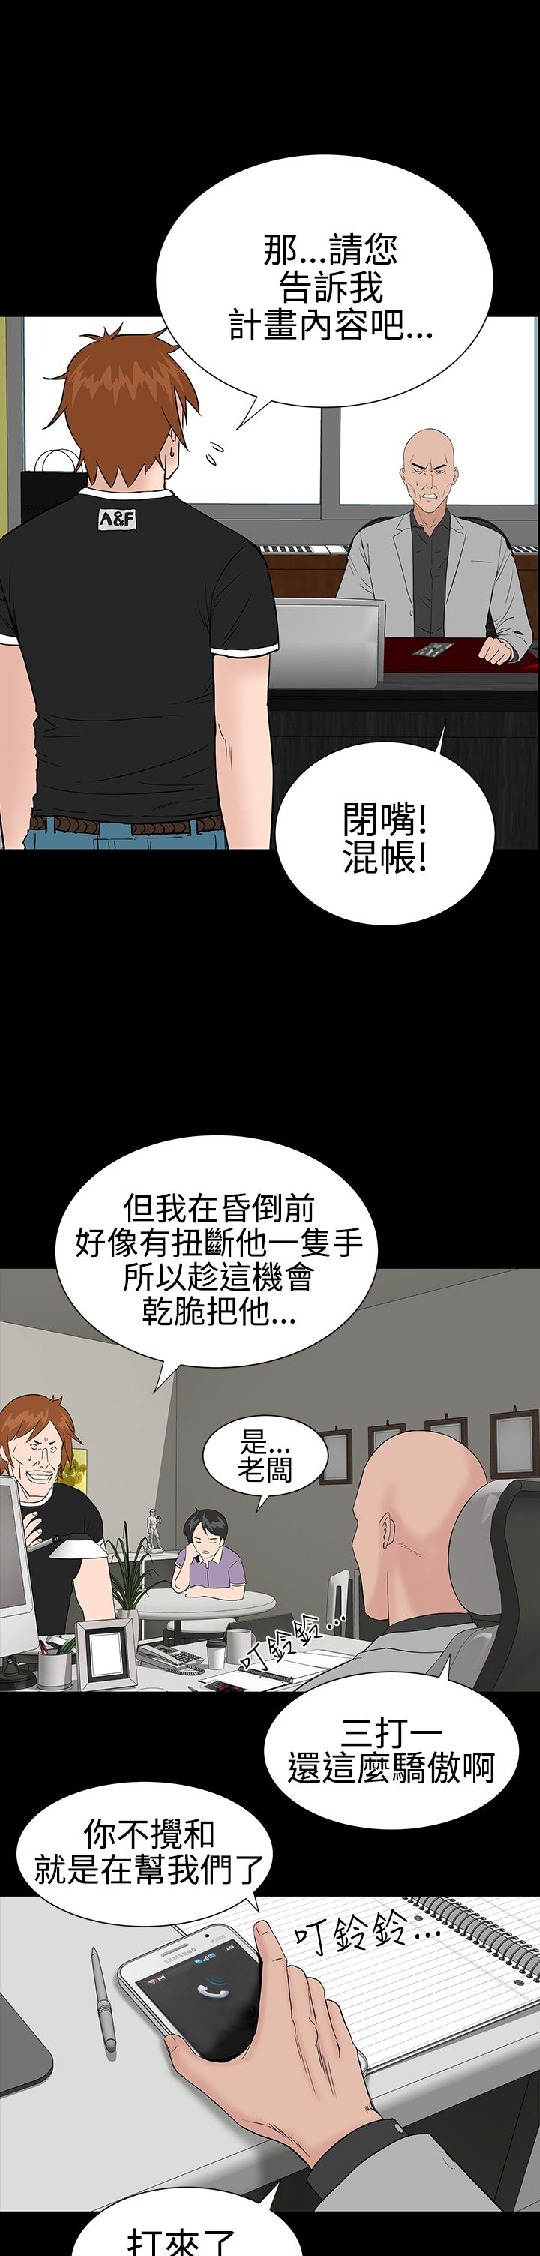 那...請您
告訴我
計畫內容吧...
A&F
閉嘴!
混帳!
但我在昏倒前
好像有扭斷他一隻手
所以趁這機會
乾脆把他...
是...
老闆
叮鈴鈴...
三打一
還這麼驕傲啊
你不攪和
就是在幫我們了
叮鈴鈴...
SAMSUNG
打來了